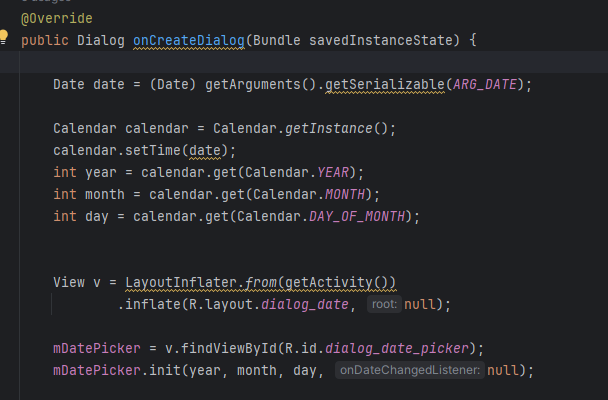 @Override
public Dialog onCreateDialog(Bundle savedInstanceState) {
Date date = (Date) getArguments().getSerializable(ARG_DATE);
Calendar calendar = Calendar.getInstance();
calendar.setTime(date);
int year = calendar.get(Calendar.YEAR);
int month = calendar.get(Calendar.MONTH);
int day = calendar.get(Calendar.DAY_OF_MONTH);
View v = LayoutInflater.from(getActivity())
.inflate(R.layout.dialog_date, root: null);
mDatePicker = v.findViewById(R.id.dialog_date_picker);
mDatePicker.init(year, month, day, onDateChangedListener: null);